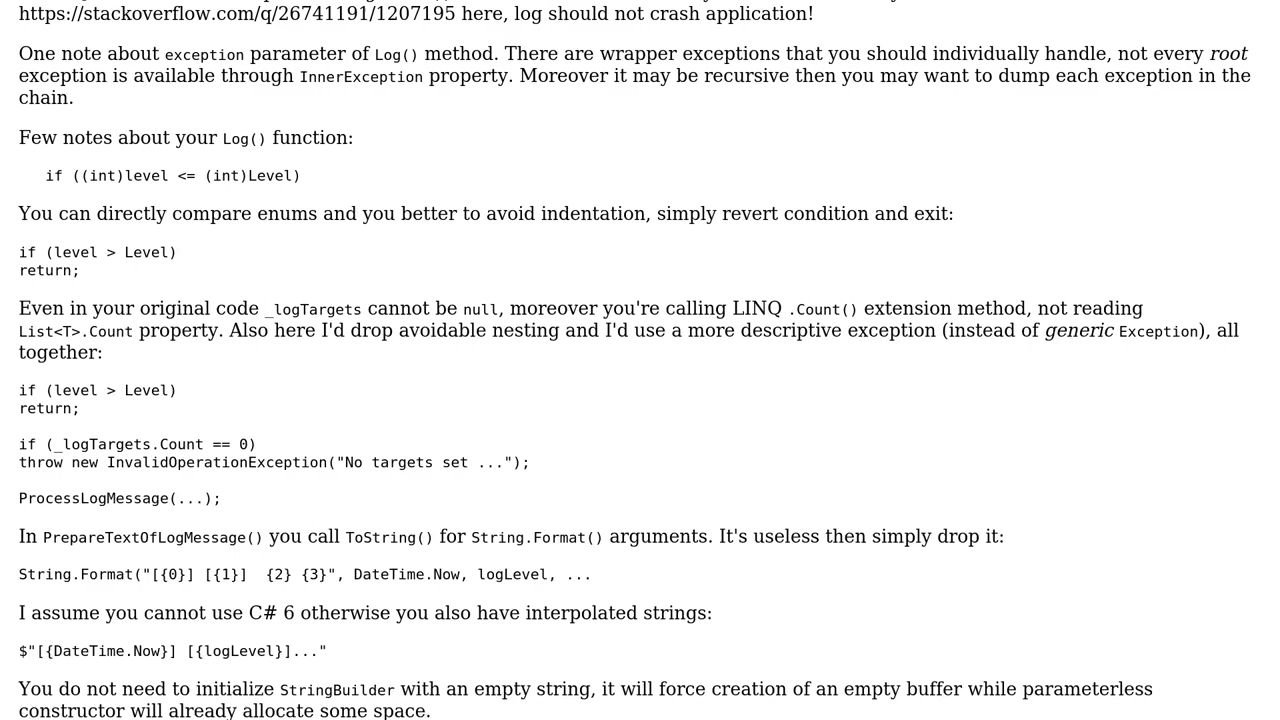 https://stackoverflow.com/q/26741191/1207195 here, log should not crash application!
One note about exception parameter of Log() method. There are wrapper exceptions that you should individually handle, not every root
exception is available through InnerException property. Moreover it may be recursive then you may want to dump each exception in the
chain.
Few notes about your Log() function:
if ((int)level <= (int)Level)
You can directly compare enums and you better to avoid indentation, simply revert condition and exit:
if (level > Level)
return;
Even in your original code _logTargets cannot be null, moreover you're calling LINQ .Count() extension method, not reading
List<T>.Count property. Also here I'd drop avoidable nesting and I'd use a more descriptive exception (instead of generic Exception), all
together:
if (level > Level)
return;
if (_logTargets.Count == 0)
throw new InvalidOperationException("No targets set ...");
ProcessLogMessage(...);
In PrepareTextOfLogMessage() you call ToString() for String.Format() arguments. It's useless then simply drop it:
String.Format("[{0}] [{1}]  {2} {3}", DateTime.Now, logLevel, ...
I assume you cannot use C# 6 otherwise you also have interpolated strings:
$"[{DateTime.Now}] [{logLevel}]..."
You do not need to initialize StringBuilder with an empty string, it will force creation of an empty buffer while parameterless
constructor will already allocate some space.